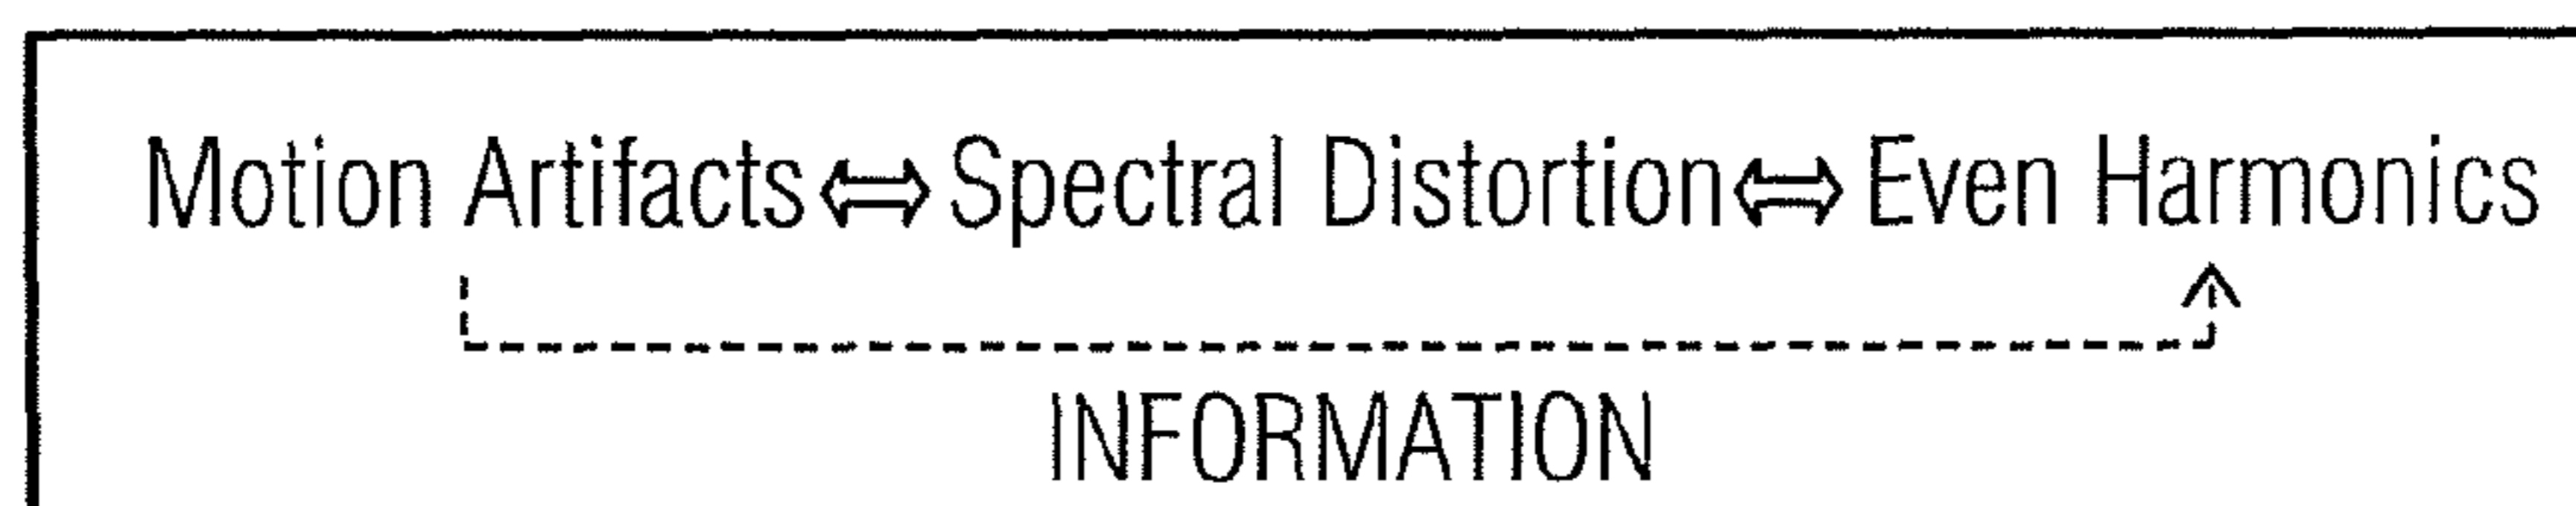 Motion Artifacts ⇔ Spectral Distortion ⇔ Even Harmonics
INFORMATION